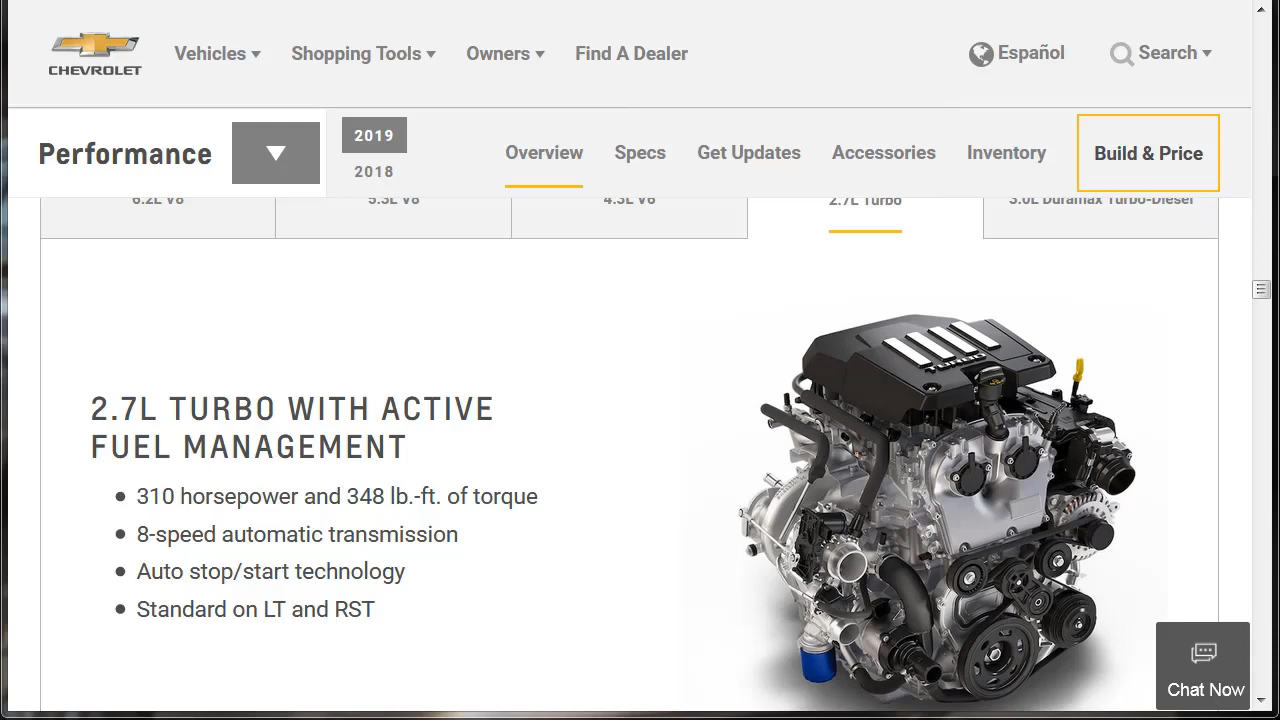 CHEVROLET
Vehicles
Shopping Tools
Owners
Find A Dealer
Español
Search
Performance
2019
2018
Overview
Specs
Get Updates
Accessories
Inventory
Build & Price
6.2L V8
5.3L V8
4.3L V6
2.7L Turbo
3.0L Duramax Turbo-Diesel
2.7L TURBO WITH ACTIVE
FUEL MANAGEMENT
310 horsepower and 348 lb.-ft. of torque
8-speed automatic transmission
Auto stop/start technology
Standard on LT and RST
TURBO
Chat Now